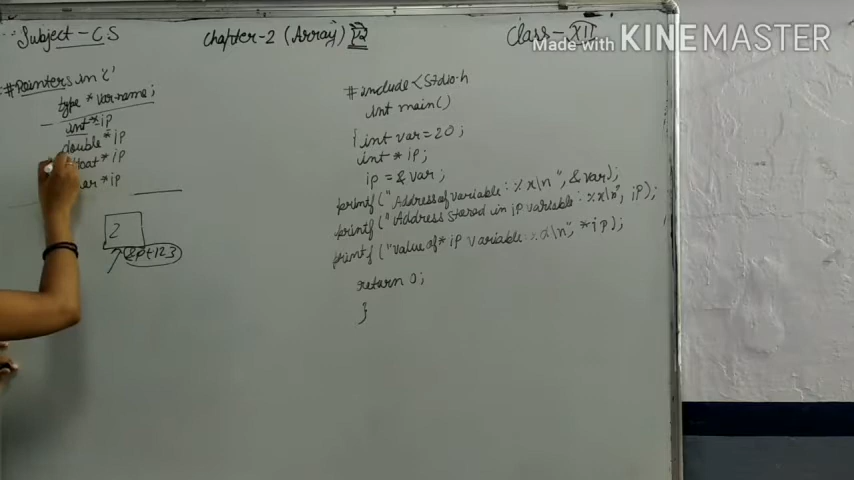 Subject-CS
Chapter-2 (Array) L2
Class-XII
Made with KINEMASTER
# Pointers in 'C'
type * var-name;
int * ip
double * ip
float * ip
* ip
2
# include < Stdio.h
int main()
{ int var = 20 ;
int * ip;
ip = & var ;
printf (" Address of variable : % x\n ", & var );
printf (" Address stored in ip variable : % x\n", ip);
printf (" value of * ip variable : % d \n", * ip );
return 0;
}